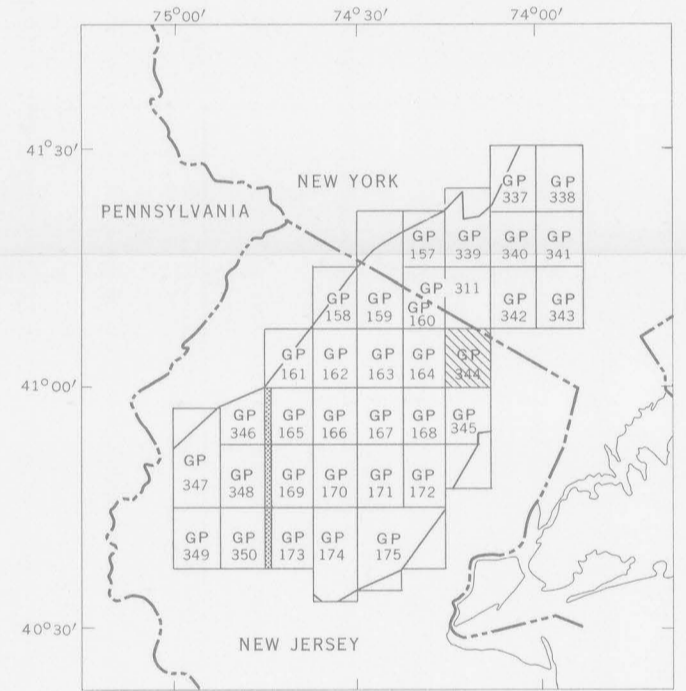 75°00'
74°30'
74°00'
41°30'
NEW YORK
PENNSYLVANIA
GP 337
GP 338
GP 157
GP 339
GP 340
GP 341
GP 311
GP 158
GP 159
GP 160
GP 342
GP 343
41°00'
GP 161
GP 162
GP 163
GP 164
GP 344
GP 346
GP 165
GP 166
GP 167
GP 168
GP 345
GP 347
GP 348
GP 169
GP 170
GP 171
GP 172
GP 349
GP 350
GP 173
GP 174
GP 175
40°30'
NEW JERSEY